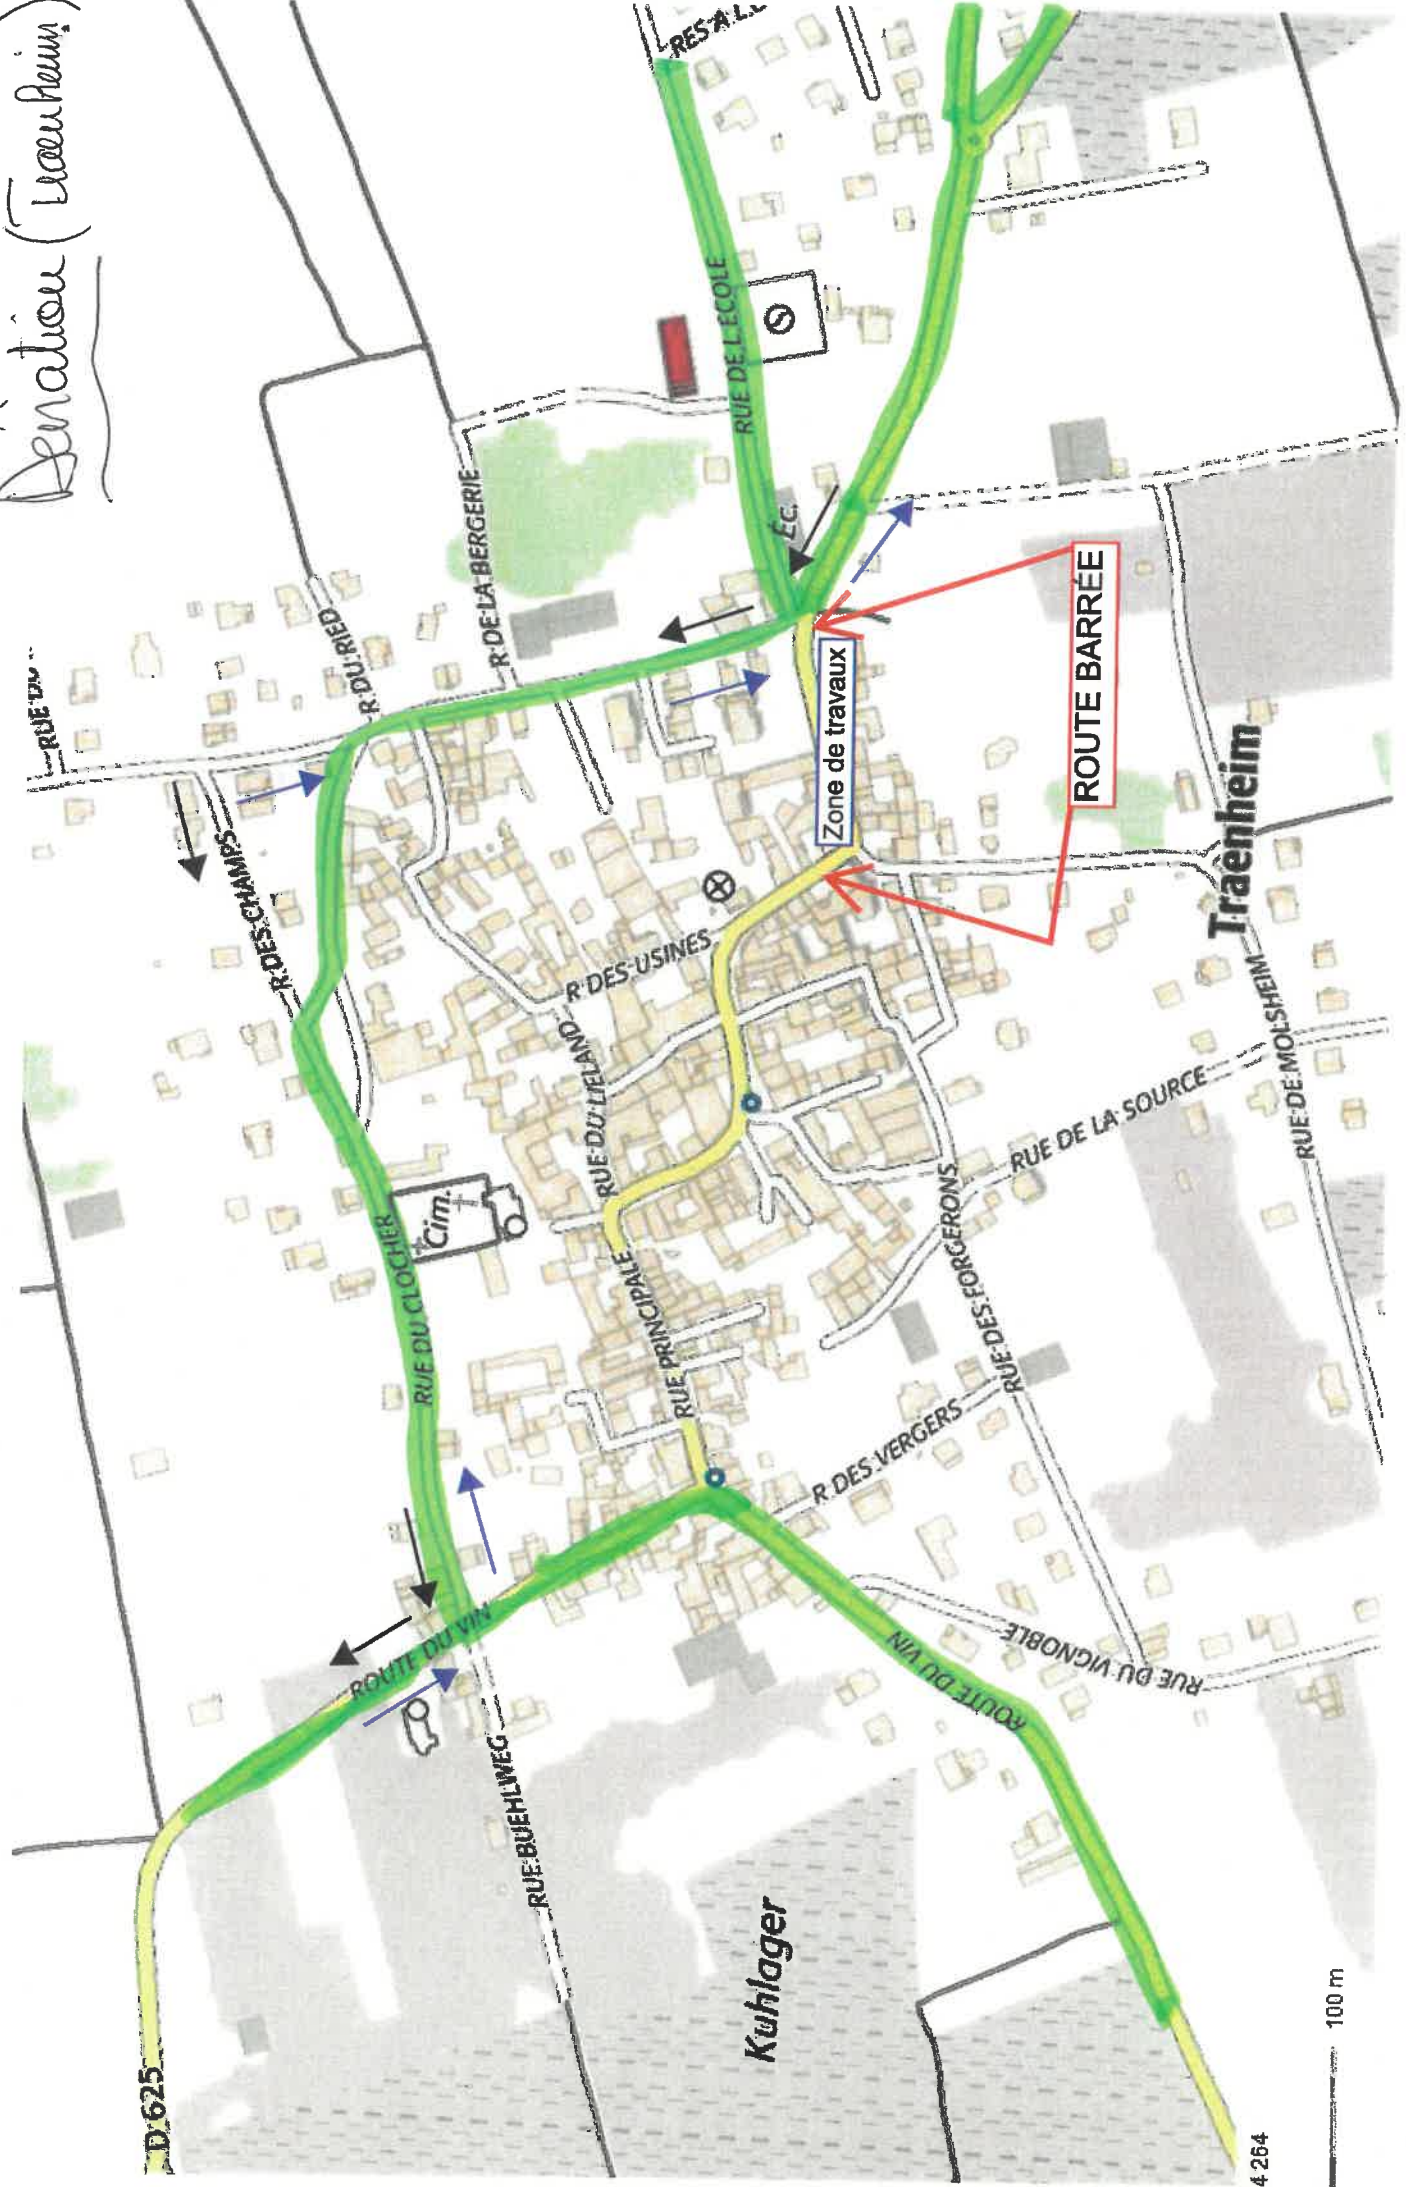 Déviation (Traenheim)
RUE DU
R DES CHAMPS
R DU RIED
R DE LA BERGERIE
RUE DE L'ECOLE
Éc.
RUE DU CLOCHER
Cim.
R DES USINES
RUE DU LIELAND
RUE PRINCIPALE
Zone de travaux
ROUTE BARRÉE
Traenheim
RUE DE MOLSHEIM
RUE DE LA SOURCE
RUE DES FORGERONS
R DES VERGERS
RUE DU VIGNOBLE
ROUTE DU VIN
ROUTE DU VIN
RUE BUEHLWEG
D 625
Kuhlager
4 264
100 m